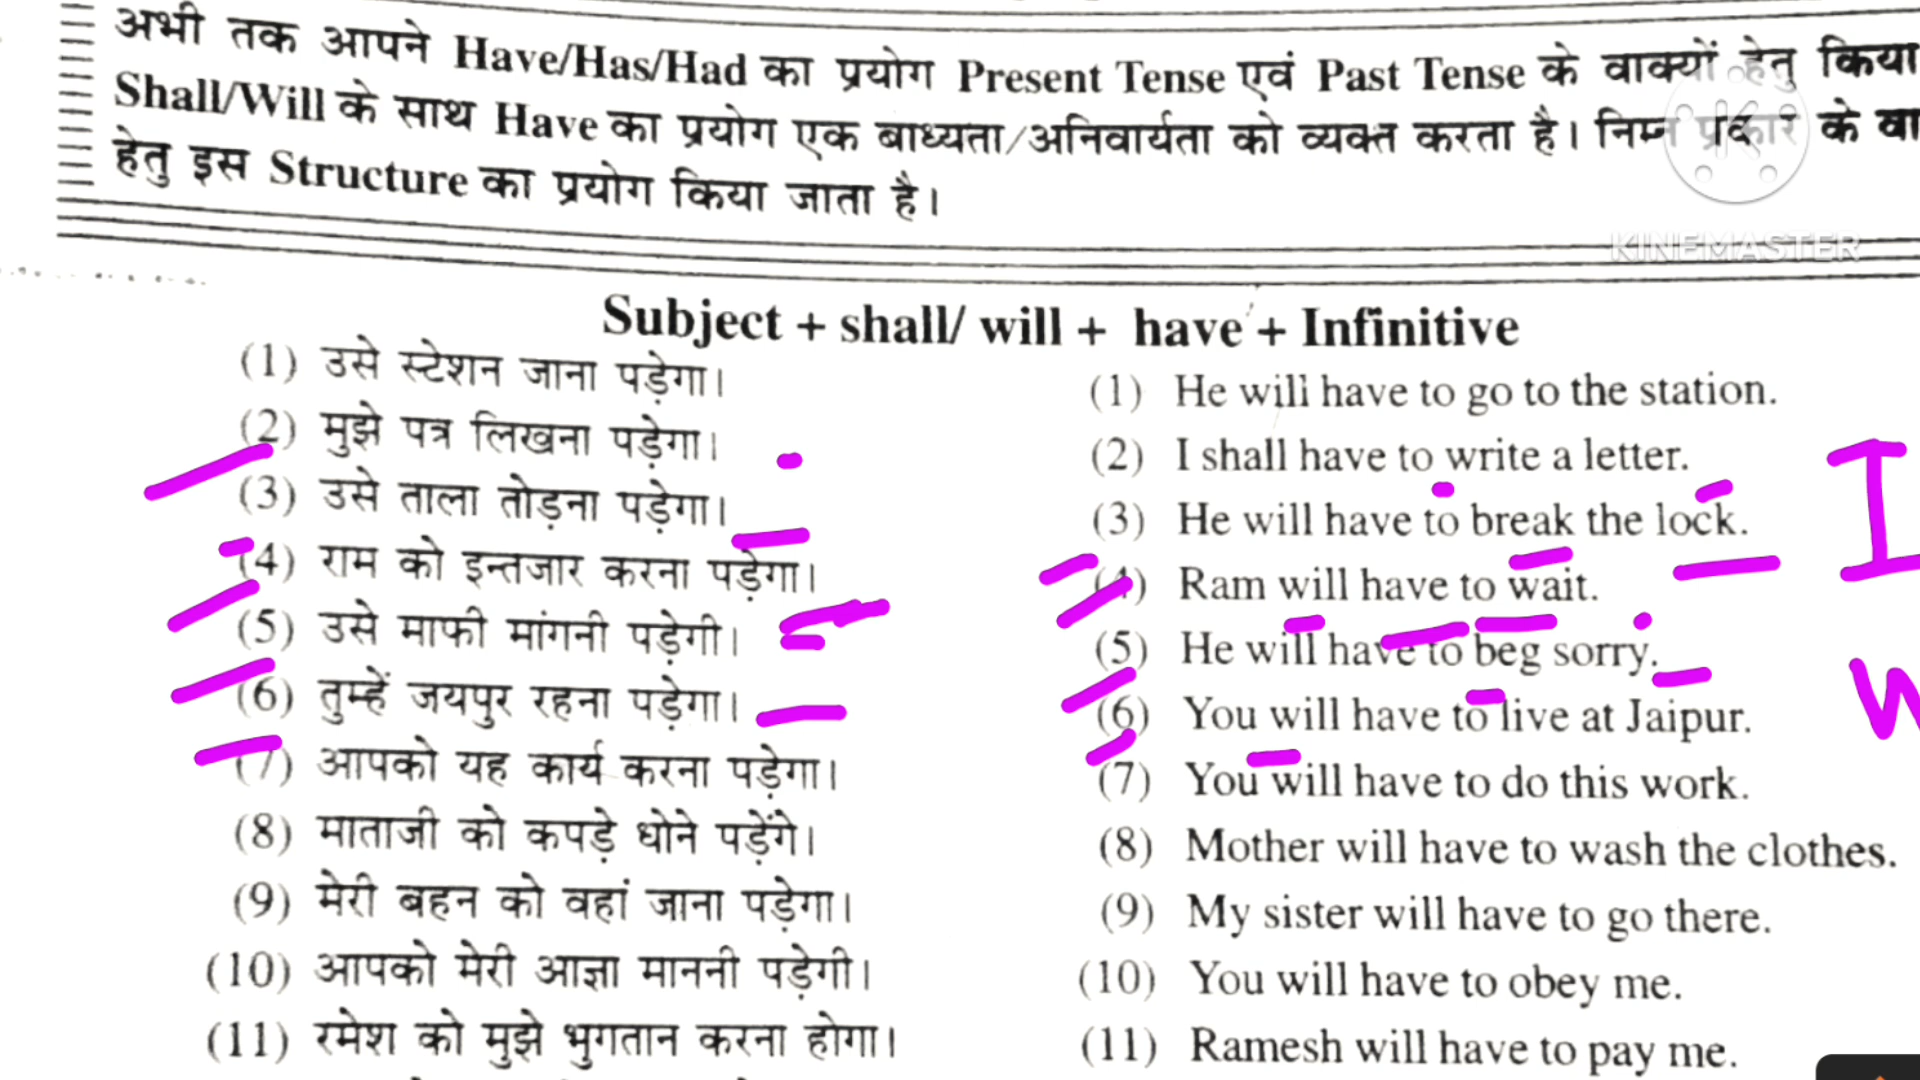 अभी तक आपने Have/Has/Had का प्रयोग Present Tense एवं Past Tense के वाक्यों हेतु किया
Shall/Will के साथ Have का प्रयोग एक बाध्यता/अनिवार्यता को व्यक्त करता है। निम्न प्रकार के वा
हेतु इस Structure का प्रयोग किया जाता है।
KINEMASTER
Subject + shall/ will + have + Infinitive
(1) उसे स्टेशन जाना पड़ेगा।
(1) He will have to go to the station.
(2) मुझे पत्र लिखना पड़ेगा।
(2) I shall have to write a letter.
(3) उसे ताला तोड़ना पड़ेगा।
(3) He will have to break the lock.
I
(4) राम को इन्तजार करना पड़ेगा।
(4) Ram will have to wait.
(5) उसे माफी मांगनी पड़ेगी।
(5) He will have to beg sorry.
(6) तुम्हें जयपुर रहना पड़ेगा।
(6) You will have to live at Jaipur.
(7) आपको यह कार्य करना पड़ेगा।
(7) You will have to do this work.
(8) माताजी को कपड़े धोने पड़ेंगे।
(8) Mother will have to wash the clothes.
(9) मेरी बहन को वहां जाना पड़ेगा।
(9) My sister will have to go there.
(10) आपको मेरी आज्ञा माननी पड़ेगी।
(10) You will have to obey me.
(11) रमेश को मुझे भुगतान करना होगा।
(11) Ramesh will have to pay me.